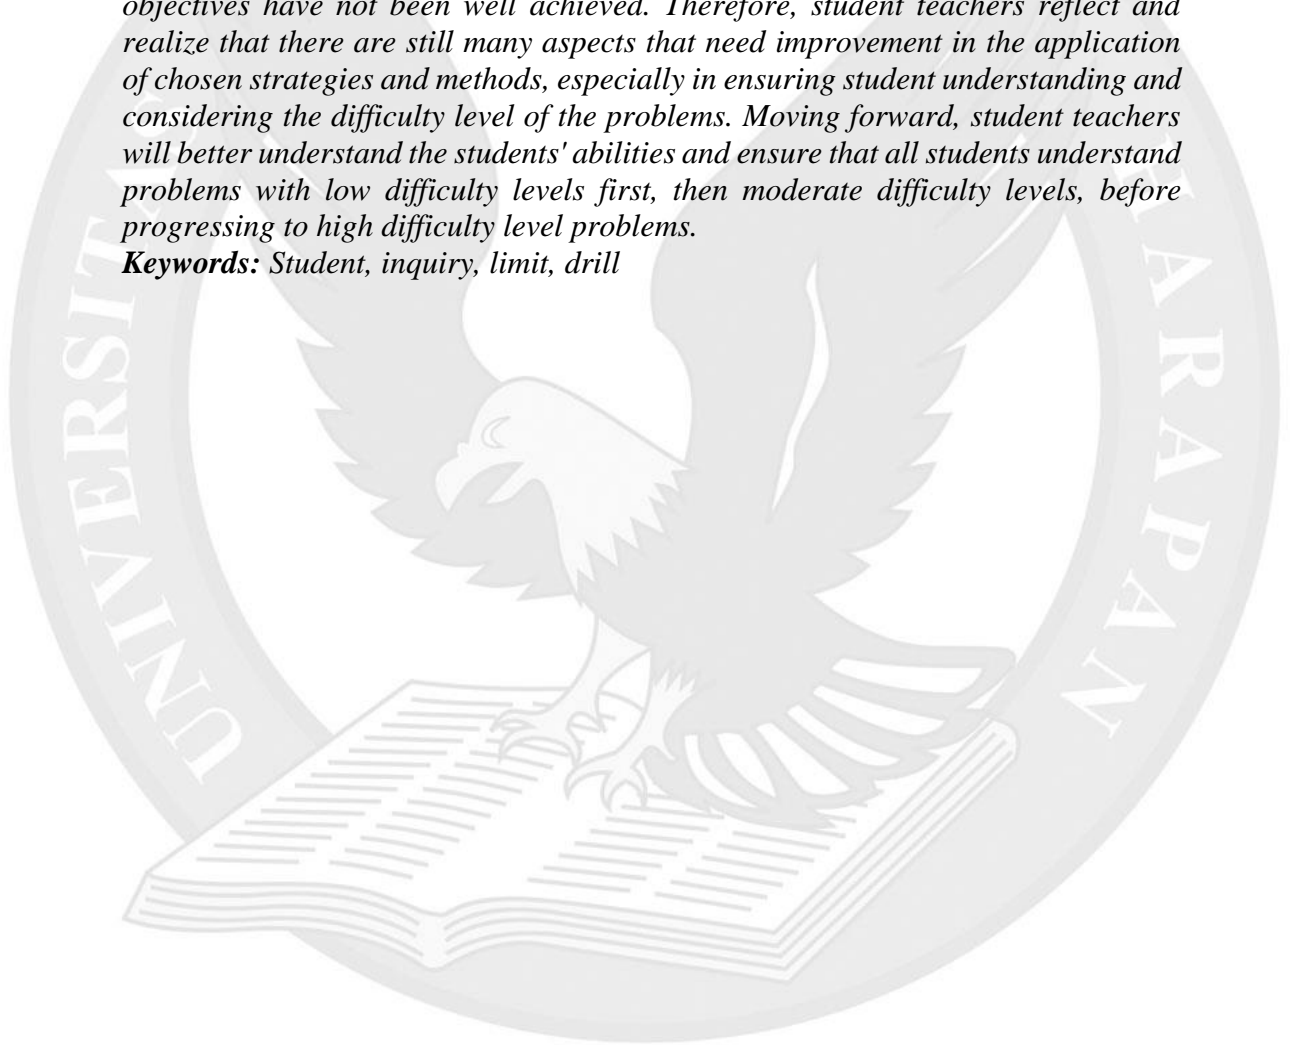 objectives have not been well achieved. Therefore, student teachers reflect and
realize that there are still many aspects that need improvement in the application
of chosen strategies and methods, especially in ensuring student understanding and
considering the difficulty level of the problems. Moving forward, student teachers
will better understand the students' abilities and ensure that all students understand
problems with low difficulty levels first, then moderate difficulty levels, before
progressing to high difficulty level problems.
Keywords: Student, inquiry, limit, drill
UNIVERSITAS
HARAPAN